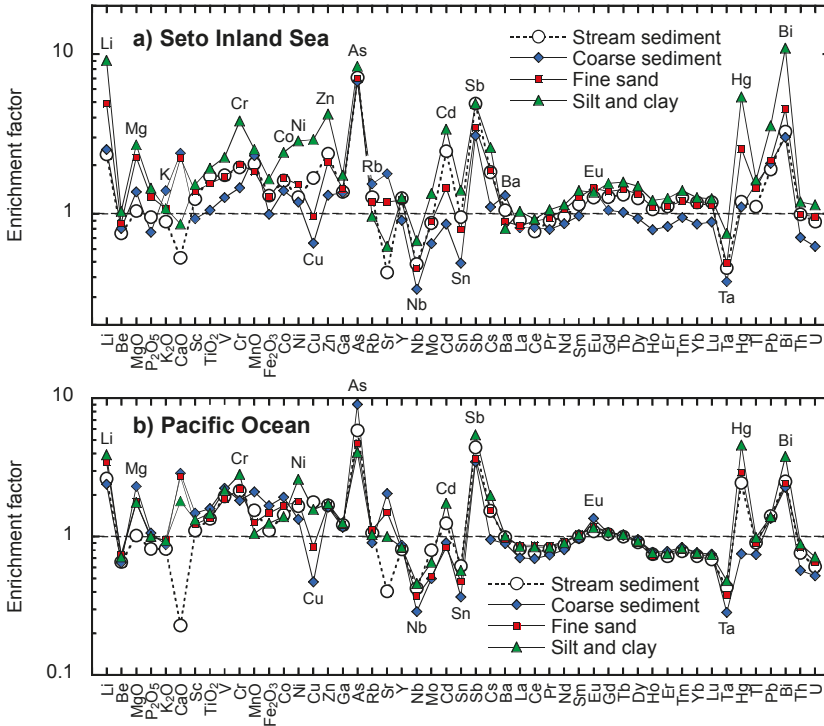 10
1
Enrichment factor
a) Seto Inland Sea
Stream sediment
Coarse sediment
Fine sand
Silt and clay
Li
Mg
K
Cr
Co
Ni
Cu
Zn
As
Rb
Nb
Cd
Sn
Sb
Ba
Eu
Ta
Hg
Bi
Li Be MgO P2O5 K2O CaO Sc TiO2 V Cr MnO Fe2O3 Co Ni Cu Zn Ga As Rb Sr Y Nb Mo Cd Sn Sb Cs Ba La Ce Pr Nd Sm Eu Gd Tb Dy Ho Er Tm Yb Lu Ta Hg Tl Pb Bi Th U
10
1
0.1
Enrichment factor
b) Pacific Ocean
Li
Mg
Cr
Ni
Cu
As
Nb
Cd
Sn
Sb
Eu
Ta
Hg
Bi
Stream sediment
Coarse sediment
Fine sand
Silt and clay
Li Be MgO P2O5 K2O CaO Sc TiO2 V Cr MnO Fe2O3 Co Ni Cu Zn Ga As Rb Sr Y Nb Mo Cd Sn Sb Cs Ba La Ce Pr Nd Sm Eu Gd Tb Dy Ho Er Tm Yb Lu Ta Hg Tl Pb Bi Th U